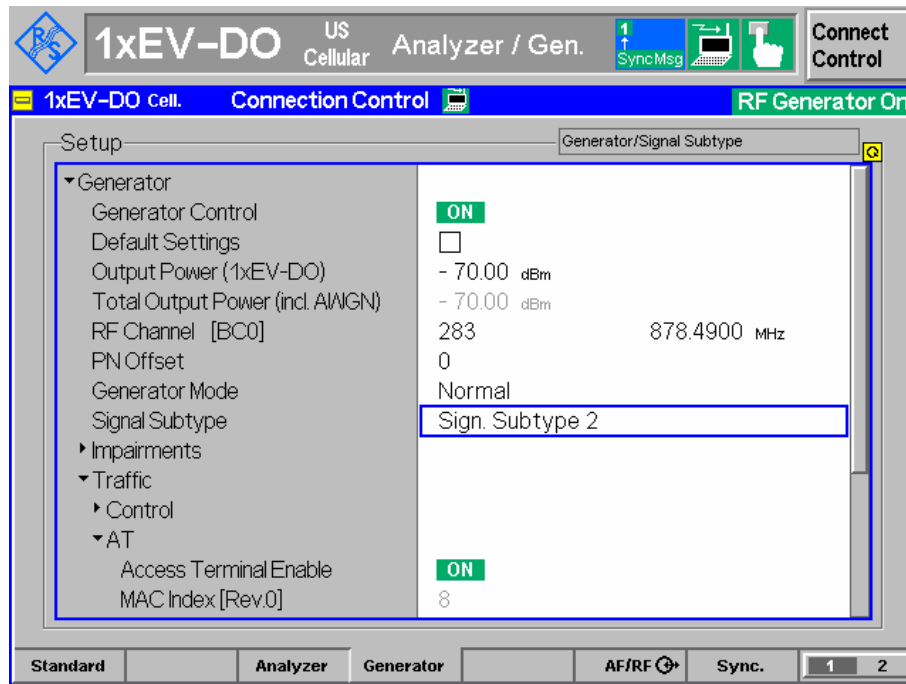 R&S
1xEV-DO US Cellular Analyzer / Gen. 1 SyncMsg Connect Control
1xEV-DO Cell. Connection Control RF Generator On
Setup Generator/Signal Subtype
Generator
Generator Control ON
Default Settings
Output Power (1xEV-DO) - 70.00 dBm
Total Output Power (incl. AWGN) - 70.00 dBm
RF Channel [BC0] 283 878.4900 MHz
PN Offset 0
Generator Mode Normal
Signal Subtype Sign. Subtype 2
Impairments
Traffic
Control
AT
Access Terminal Enable ON
MAC Index [Rev.0] 8
Standard Analyzer Generator AF/RF Sync. 1 2